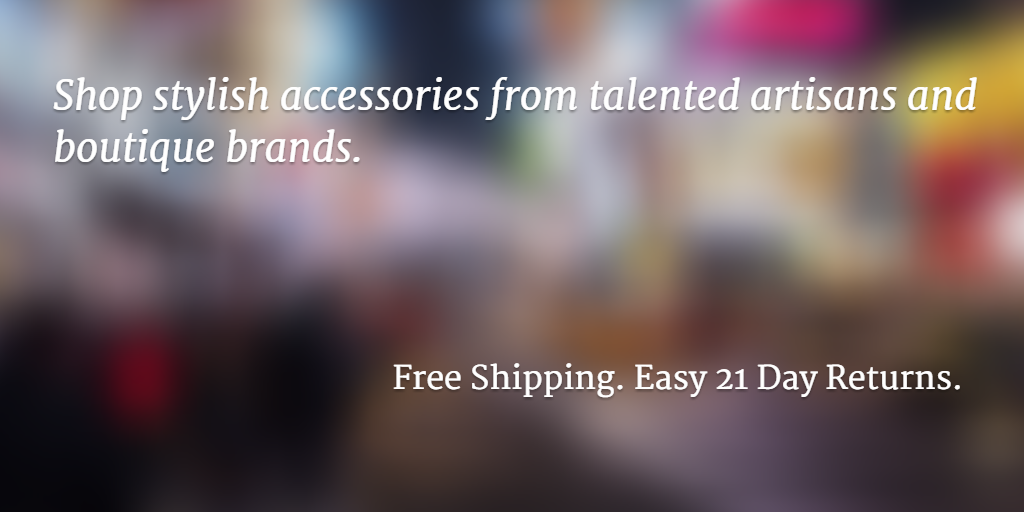 Shop stylish accessories from talented artisans and
boutique brands.
Free Shipping. Easy 21 Day Returns.